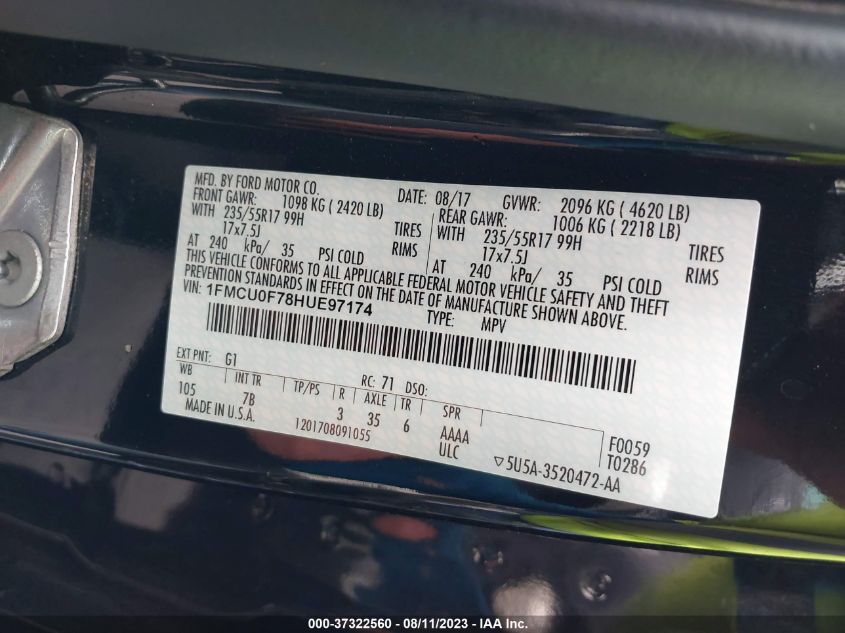 MFD. BY FORD MOTOR CO. DATE: 08/17 GVWR: 2096 KG ( 4620 LB)
FRONT GAWR: 1098 KG ( 2420 LB) REAR GAWR: 1006 KG ( 2218 LB)
WITH 235/55R17 99H TIRES WITH 235/55R17 99H TIRES
17x7.5J RIMS 17x7.5J RIMS
AT 240 kPa/ 35 PSI COLD AT 240 kPa/ 35 PSI COLD
THIS VEHICLE CONFORMS TO ALL APPLICABLE FEDERAL MOTOR VEHICLE SAFETY AND THEFT
PREVENTION STANDARDS IN EFFECT ON THE DATE OF MANUFACTURE SHOWN ABOVE.
VIN: 1FMCU0F78HUE97174 TYPE: MPV
EXT PNT: G1 RC: 71 DSO:
WB INT TR TP/PS R AXLE TR SPR
105 7B 3 35 6 AAAA F0059
MADE IN U.S.A. 1201708091055 ULC T0286
▽5U5A-3520472-AA
000-37322560 - 08/11/2023 - IAA Inc.